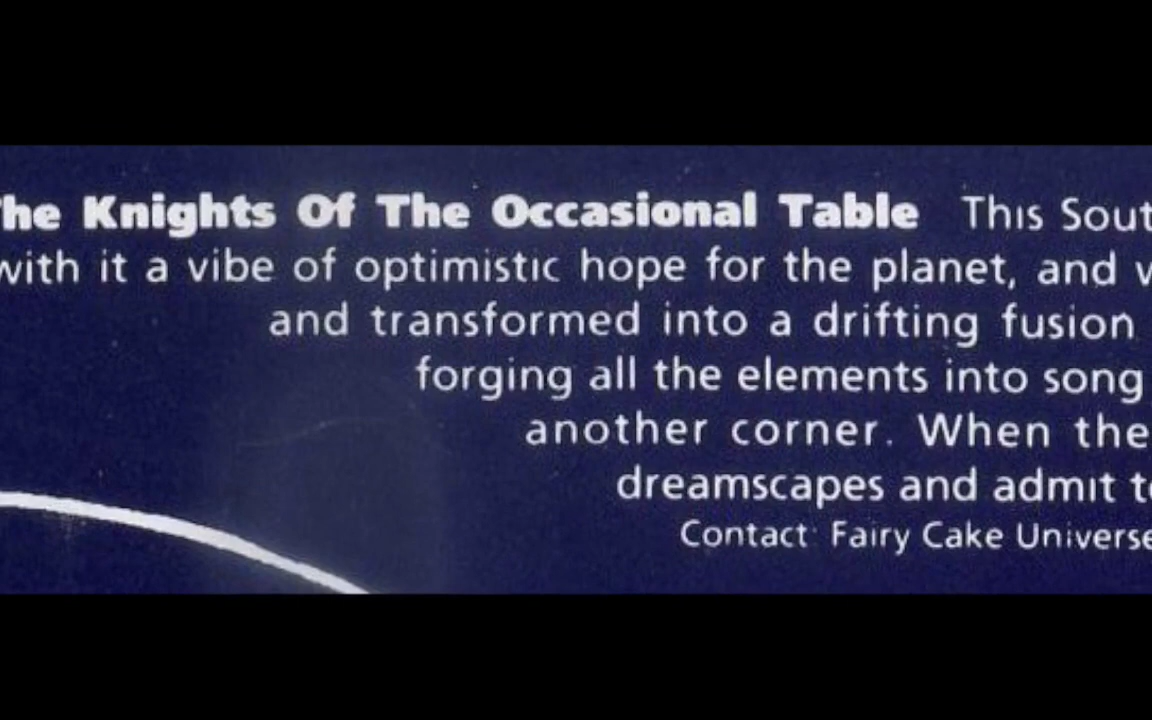 The Knights Of The Occasional Table This Sout
with it a vibe of optimistic hope for the planet, and v
and transformed into a drifting fusion
forging all the elements into song
another corner. When the
dreamscapes and admit to
Contact: Fairy Cake Universe